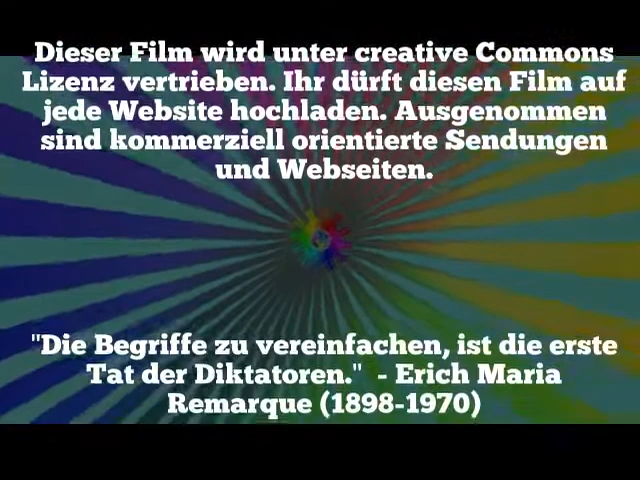 Dieser Film wird unter creative Commons
Lizenz vertrieben. Ihr dürft diesen Film auf
jede Website hochladen. Ausgenommen
sind kommerziell orientierte Sendungen
und Webseiten.
"Die Begriffe zu vereinfachen, ist die erste
Tat der Diktatoren." - Erich Maria
Remarque (1898-1970)